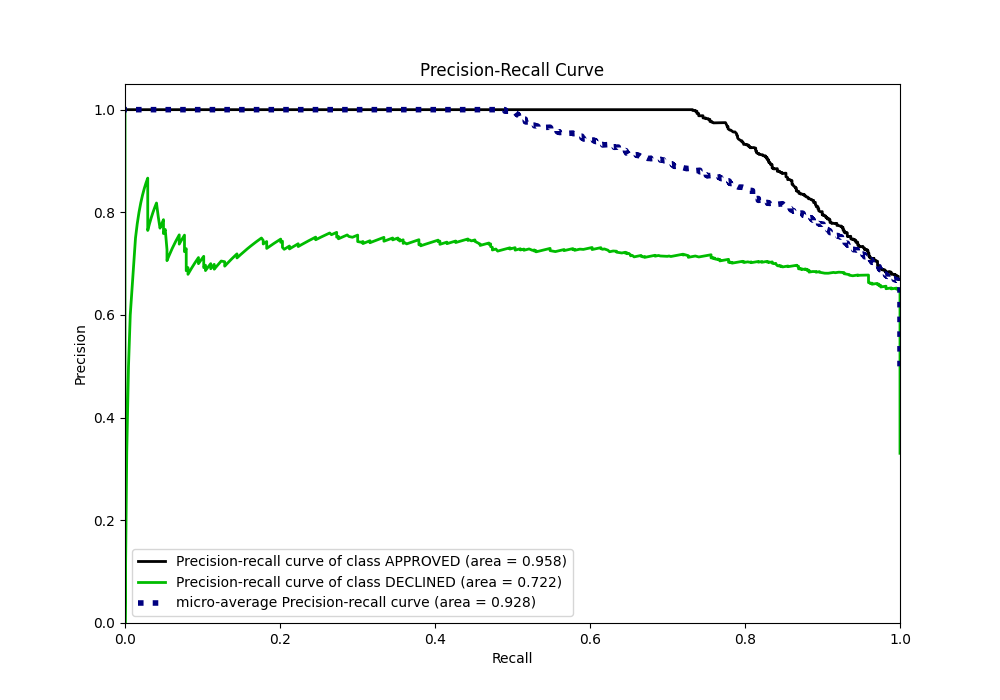 Precision-Recall Curve
1.0
0.8
0.6
0.4
0.2
0.0
Precision
0.0 0.2 0.4 0.6 0.8 1.0
Recall
Precision-recall curve of class APPROVED (area = 0.958)
Precision-recall curve of class DECLINED (area = 0.722)
micro-average Precision-recall curve (area = 0.928)